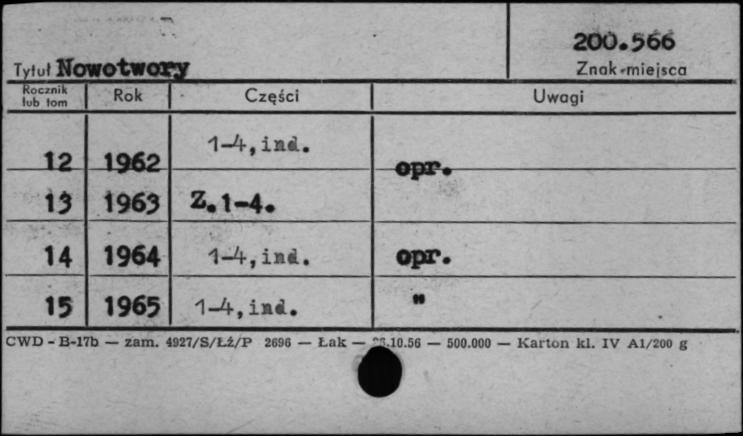 200.566
Tytuł Nowotwory Znak miejsca
Rocznik lub tom Rok Części Uwagi
12 1962 1-4, ind. opr.
13 1963 Z. 1-4.
14 1964 1-4, ind. opr.
15 1965 1-4, ind. "
CWD - B-17b — zam. 4927/S/Łż/P 2696 — Łak — .10.56 — 500.000 — Karton kl. IV A1/200 g